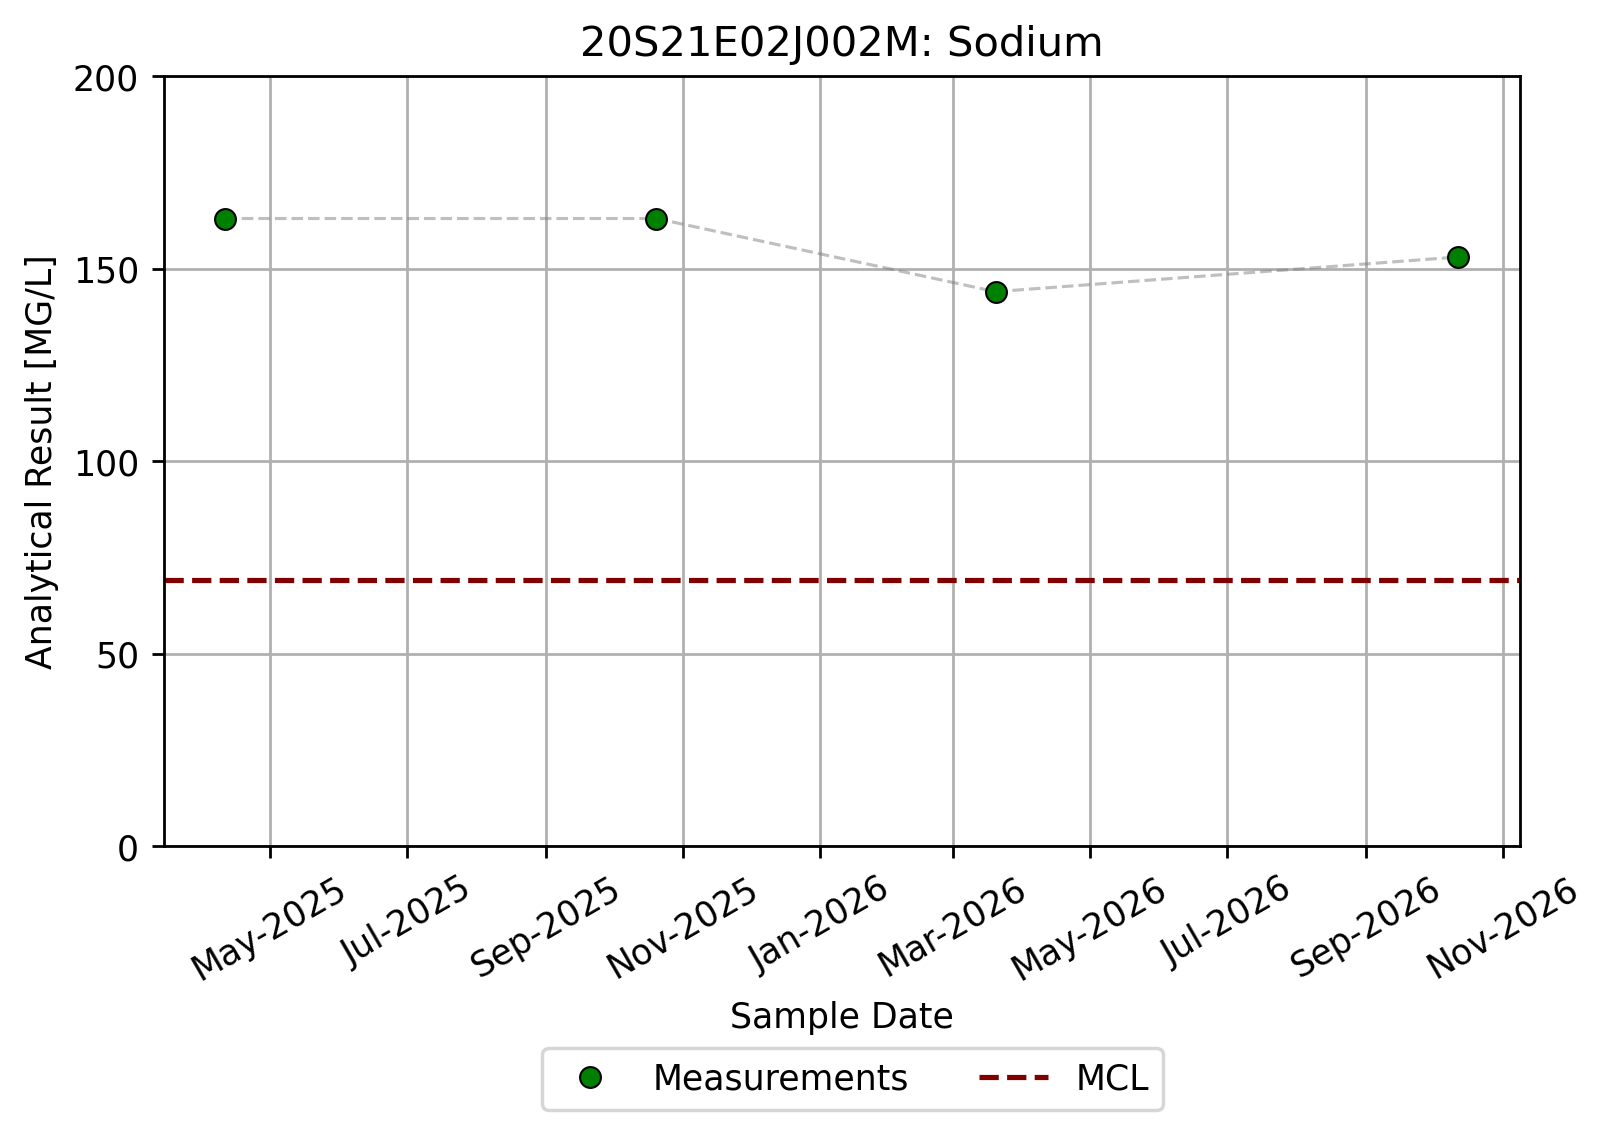 20S21E02J002M: Sodium
Analytical Result [MG/L]
200
150
100
50
0
May-2025
Jul-2025
Sep-2025
Nov-2025
Jan-2026
Mar-2026
May-2026
Jul-2026
Sep-2026
Nov-2026
Sample Date
Measurements
MCL